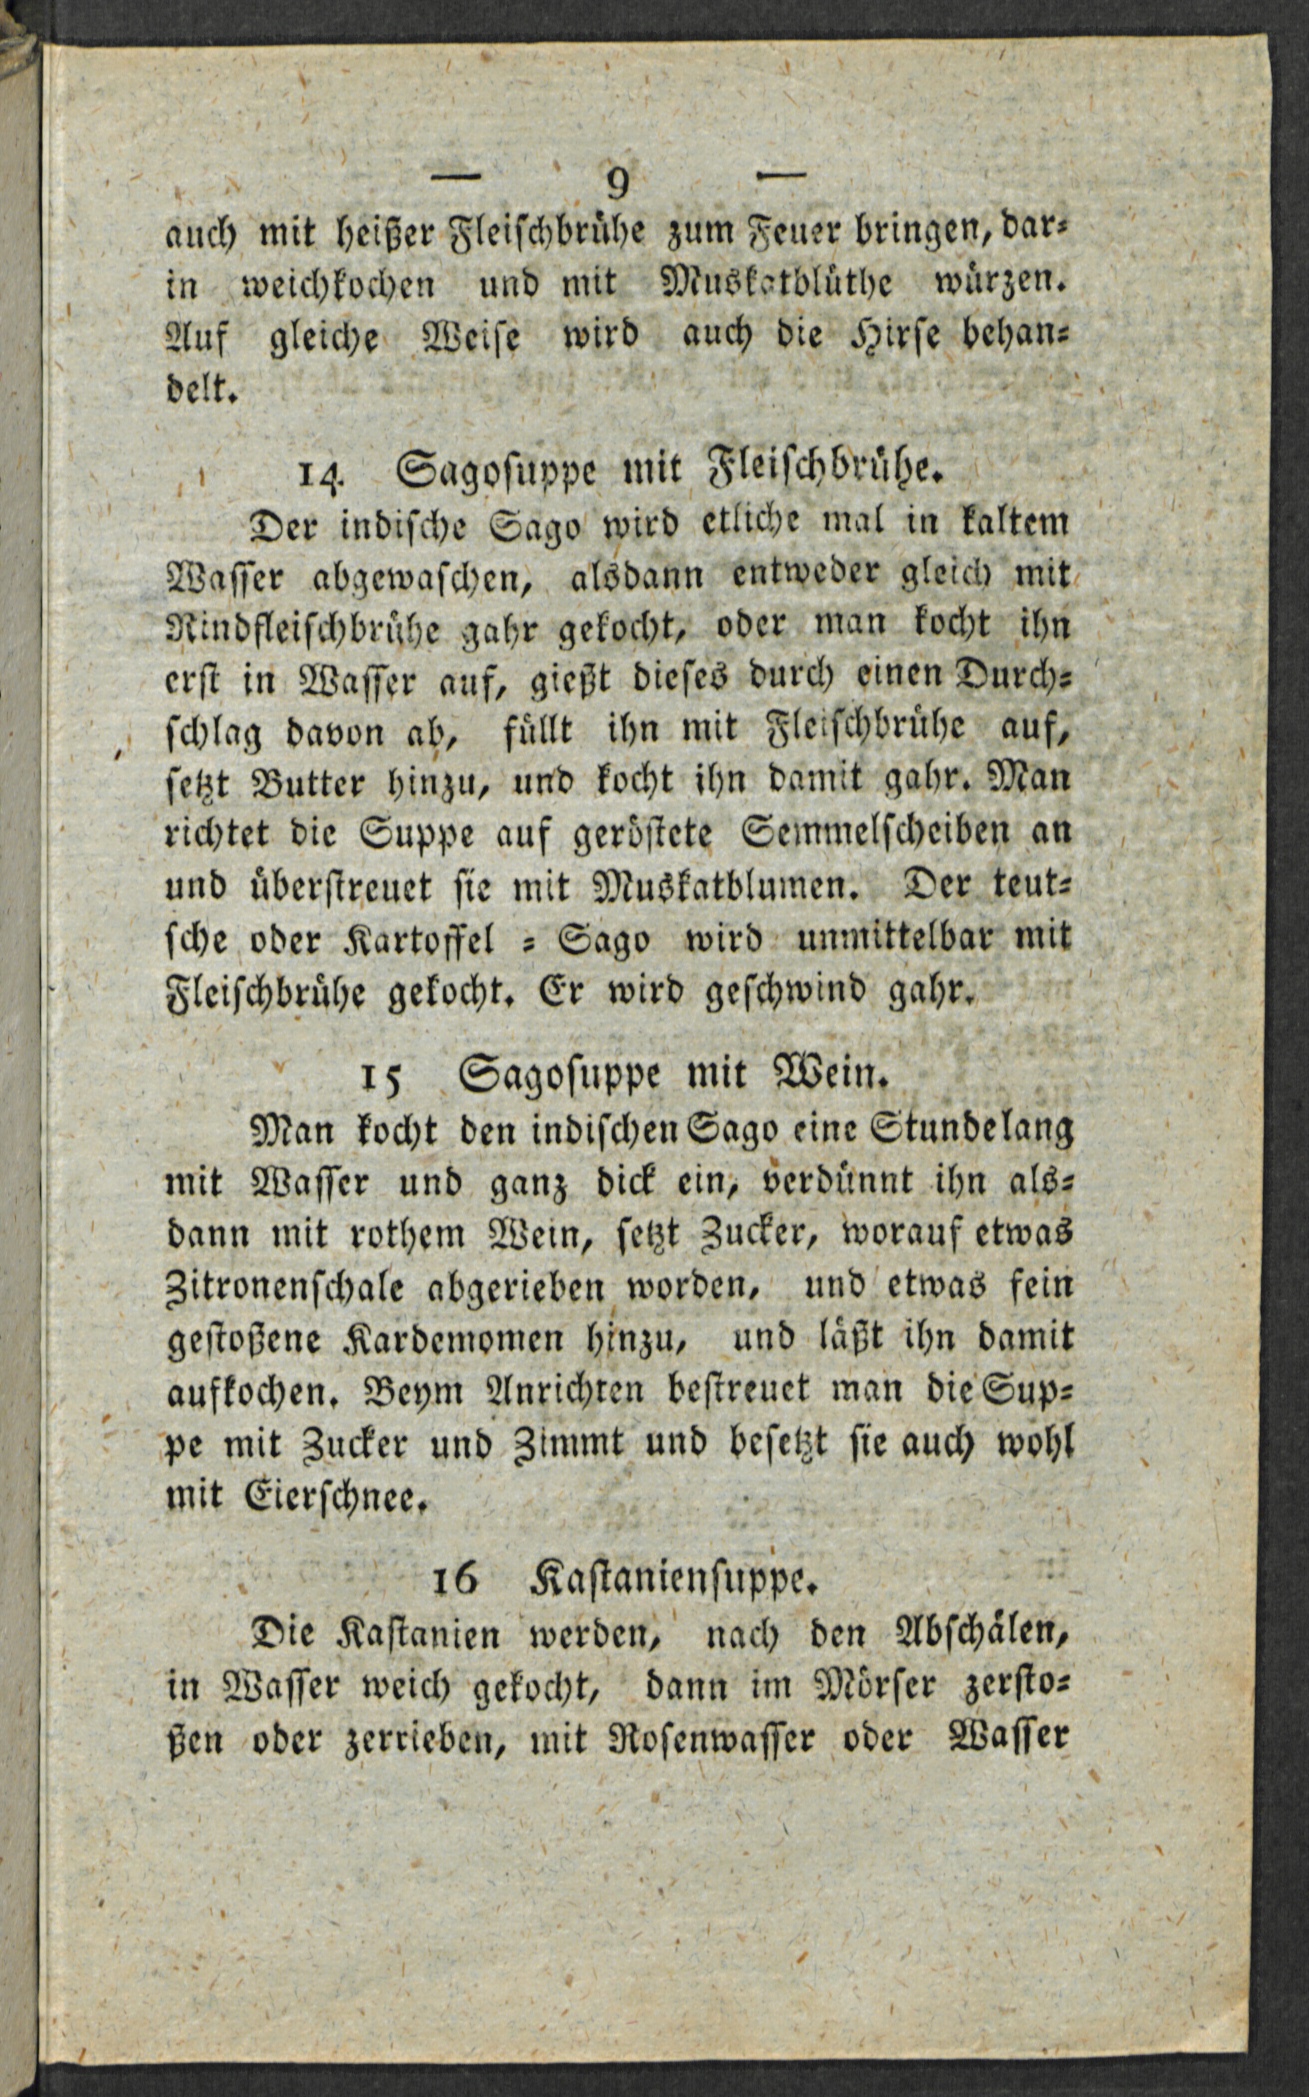 — 9 —
auch mit heißer Fleischbrühe zum Feuer bringen, dar-
in weichkochen und mit Muskatblüthe würzen.
Auf gleiche Weise wird auch die Hirse behan-
delt.
14. Sagosuppe mit Fleischbrühe.
Der indische Sago wird etliche mal in kaltem
Wasser abgewaschen, alsdann entweder gleich mit
Rindfleischbrühe gahr gekocht, oder man kocht ihn
erst in Wasser auf, gießt dieses durch einen Durch-
schlag davon ab, füllt ihn mit Fleischbrühe auf,
setzt Butter hinzu, und kocht ihn damit gahr. Man
richtet die Suppe auf geröstete Semmelscheiben an
und überstreuet sie mit Muskatblumen. Der teut-
sche oder Kartoffel - Sago wird unmittelbar mit
Fleischbrühe gekocht. Er wird geschwind gahr.
15 Sagosuppe mit Wein.
Man kocht den indischen Sago eine Stunde lang
mit Wasser und ganz dick ein, verdünnt ihn als-
dann mit rothem Wein, setzt Zucker, worauf etwas
Zitronenschale abgerieben worden, und etwas fein
gestoßene Kardemomen hinzu, und läßt ihn damit
aufkochen. Beym Anrichten bestreuet man die Sup-
pe mit Zucker und Zimmt und besetzt sie auch wohl
mit Eierschnee.
16 Kastaniensuppe.
Die Kastanien werden, nach den Abschälen,
in Wasser weich gekocht, dann im Mörser zersto-
ßen oder zerrieben, mit Rosenwasser oder Wasser